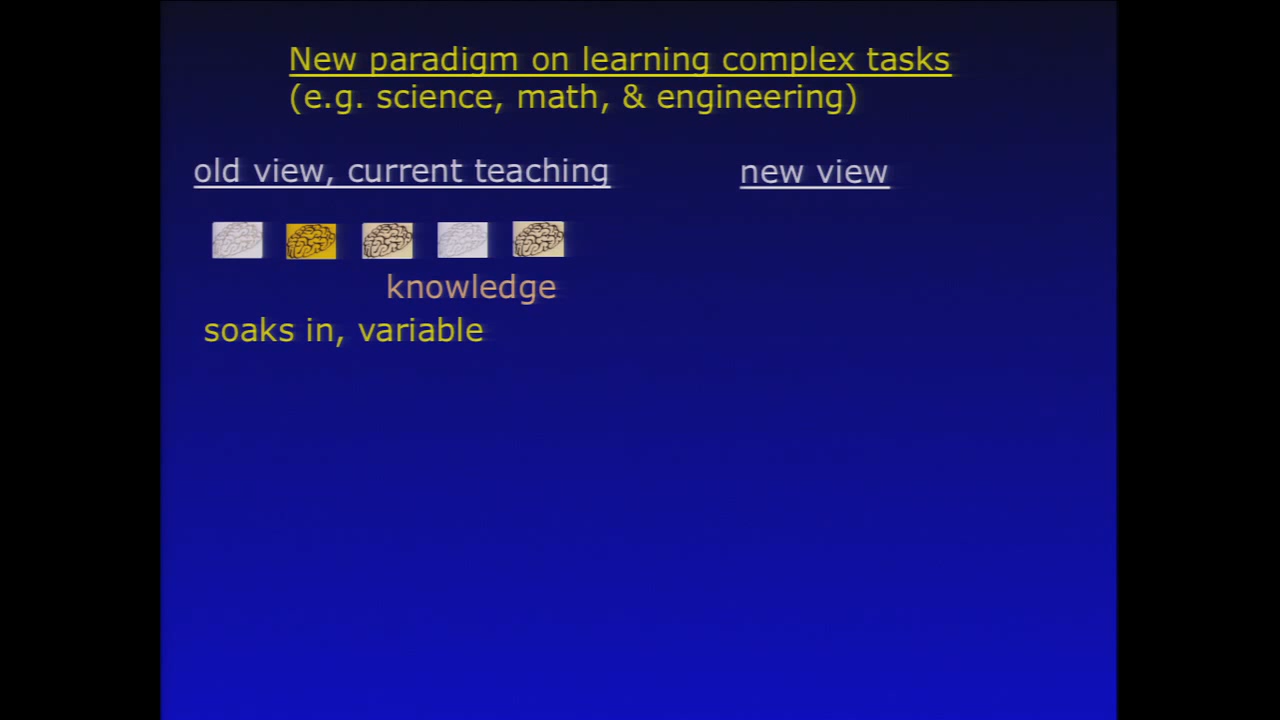 New paradigm on learning complex tasks
(e.g. science, math, & engineering)
old view, current teaching
new view
knowledge
soaks in, variable